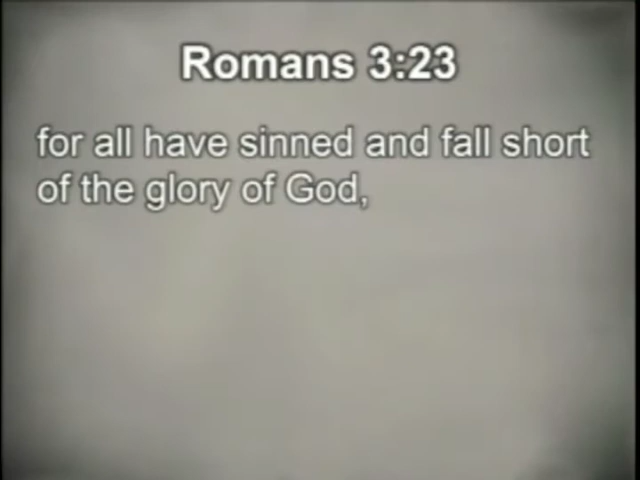 Romans 3:23
for all have sinned and fall short
of the glory of God,